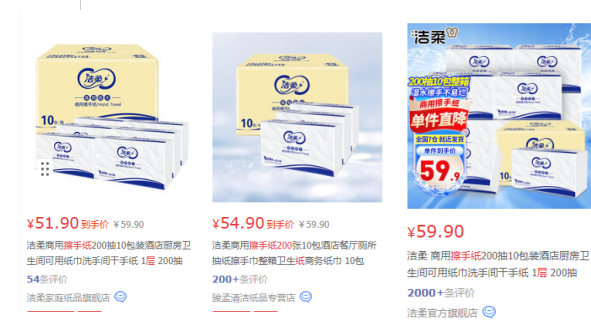 洁柔
商用擦手纸/Hand Towel
10包/箱
¥51.90到手价 ¥59.90
洁柔商用擦手纸200抽10包装酒店厨房卫
生间可用纸巾洗手间干手纸 1层 200抽
54条评价
洁柔家庭纸品旗舰店
洁柔
10
¥54.90到手价 ¥59.90
洁柔商用擦手纸200张10包酒店餐厅厕所
抽纸擦手巾整箱卫生纸商务纸巾 10包
200+条评价
骏孟清洁纸品专营店
洁柔
200抽10包整箱
湿水擦手不易烂
商用擦手纸
单件直降
全国7仓就近发货
单件到手价
59.9
¥59.90
洁柔 商用擦手纸200抽10包装酒店厨房卫
生间可用纸巾洗手间干手纸 1层 200抽
2000+条评价
洁柔官方旗舰店